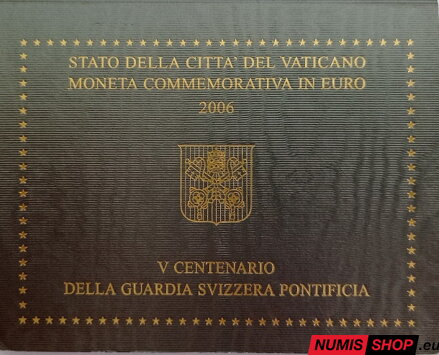 STATO DELLA CITTA' DEL VATICANO
MONETA COMMEMORATIVA IN EURO
2006
V CENTENARIO
DELLA GUARDIA SVIZZERA PONTIFICIA
NUMIS SHOP.eu